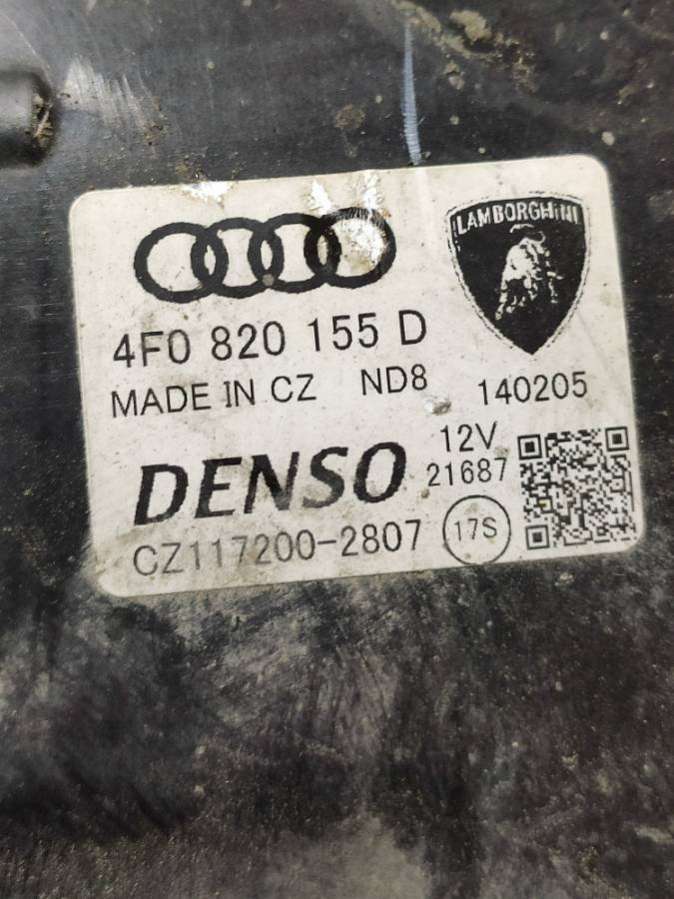 LAMBORGHINI
4F0 820 155 D
MADE IN CZ ND8 140205
DENSO
12V
21687
CZ117200-2807 17S